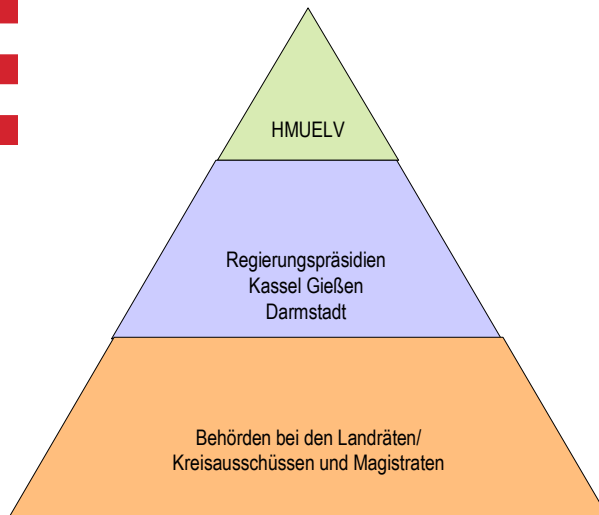 HMUELV
Regierungspräsidien
Kassel Gießen
Darmstadt
Behörden bei den Landräten/
Kreisausschüssen und Magistraten